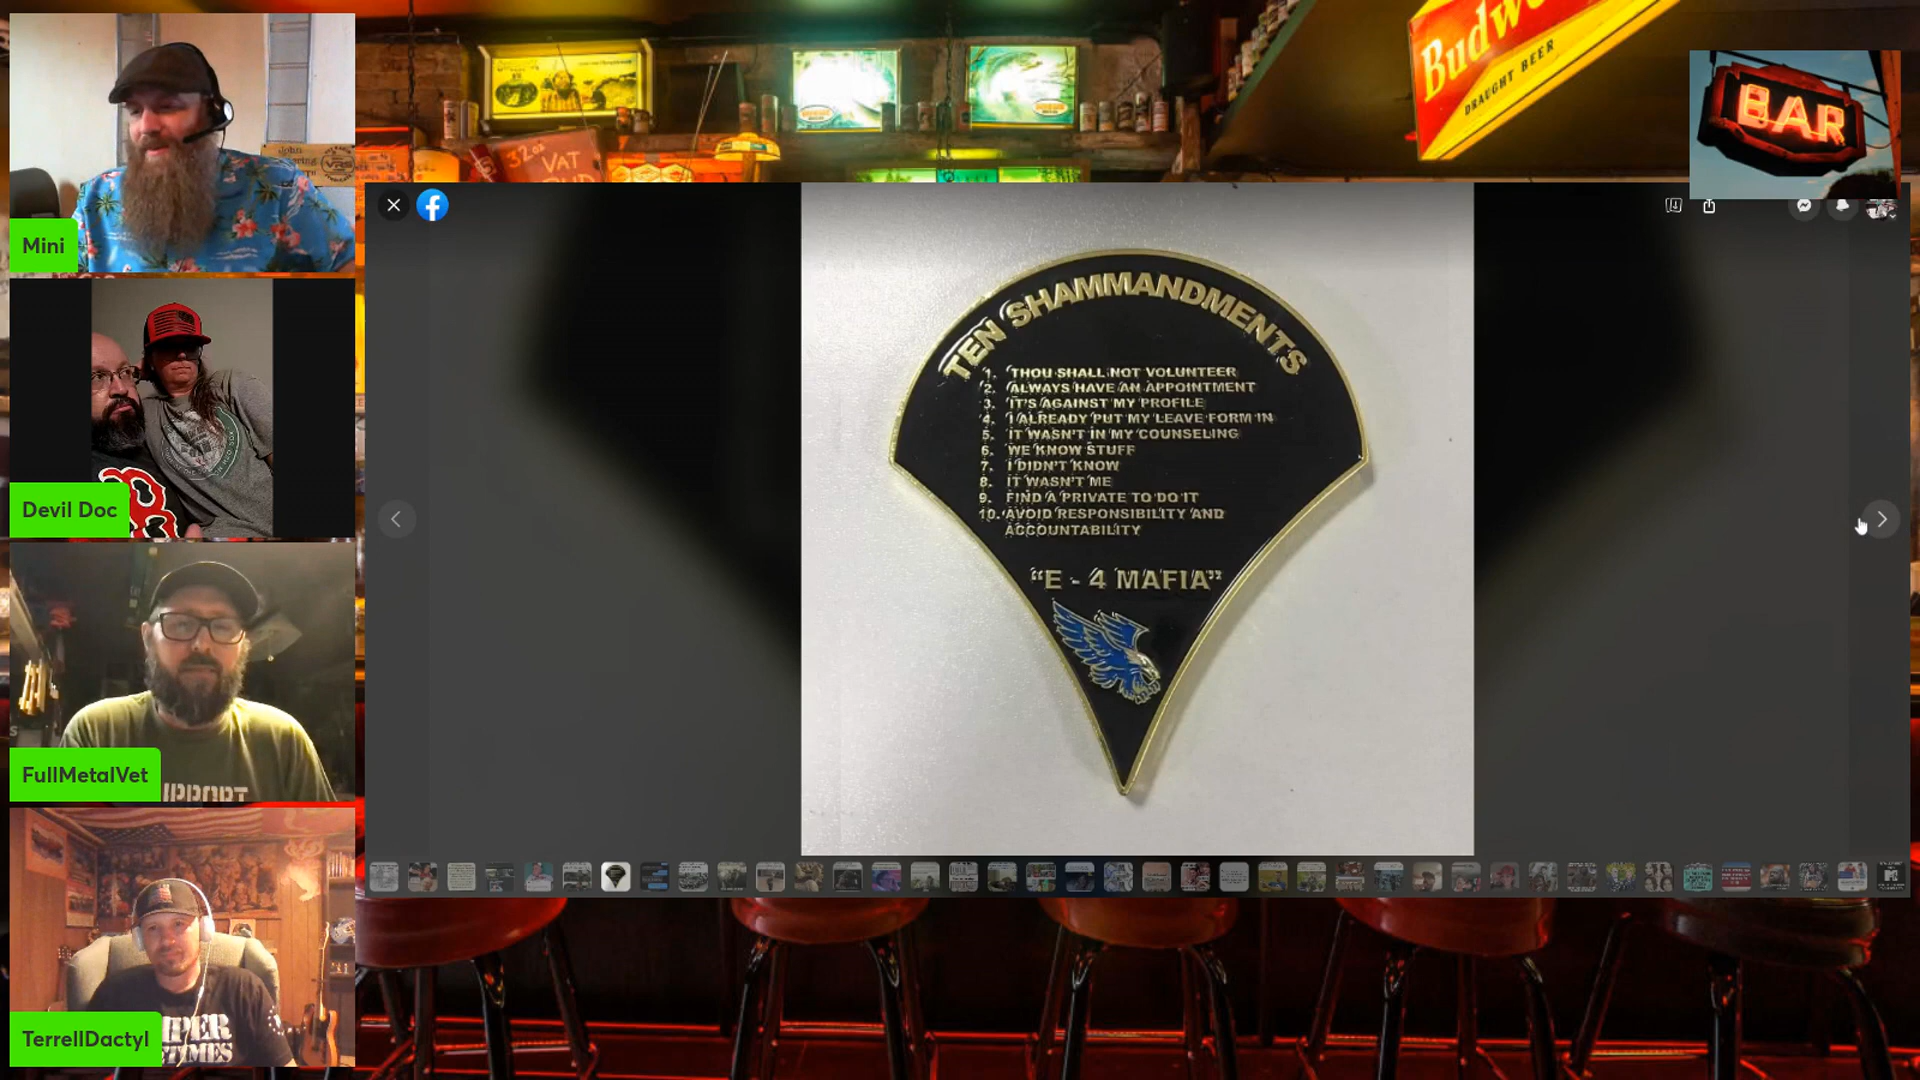 Budw
DRAUGHT BEER
BAR
32oz
VAT
John
VRS
Mini
Devil Doc
FullMetalVet
TerrellDactyl
TEN SHAMMANDMENTS
1. THOU SHALL NOT VOLUNTEER
2. ALWAYS HAVE AN APPOINTMENT
3. IT'S AGAINST MY PROFILE
4. I ALREADY PUT MY LEAVE FORM IN
5. IT WASN'T IN MY COUNSELING
6. WE KNOW STUFF
7. I DIDN'T KNOW
8. IT WASN'T ME
9. FIND A PRIVATE TO DO IT
10. AVOID RESPONSIBILITY AND
ACCOUNTABILITY
"E - 4 MAFIA"